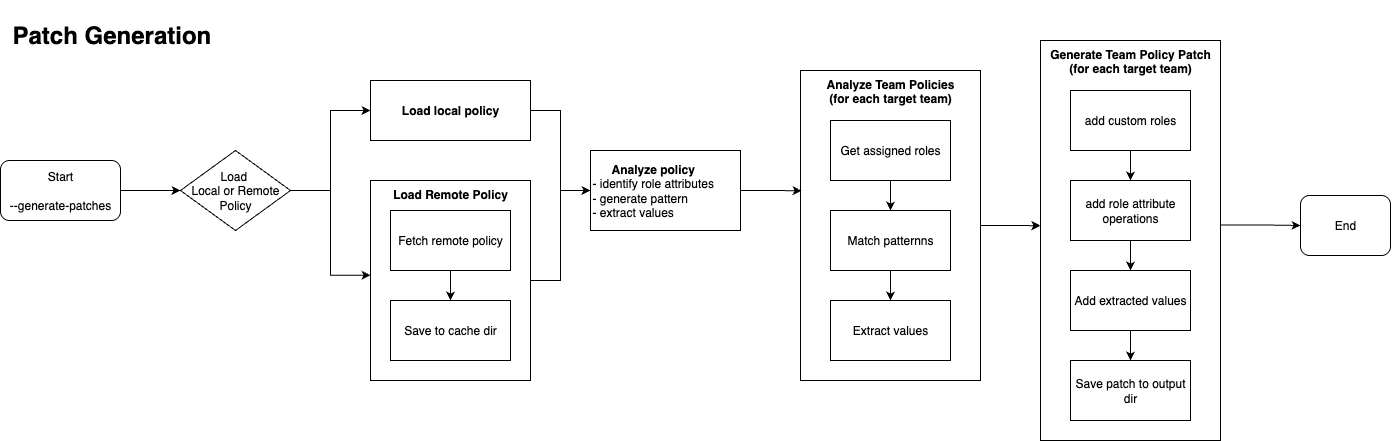 Patch Generation
Start
--generate-patches
Load
Local or Remote
Policy
Load local policy
Load Remote Policy
Fetch remote policy
Save to cache dir
Analyze policy
- identify role attributes
- generate pattern
- extract values
Analyze Team Policies
(for each target team)
Get assigned roles
Match patternns
Extract values
Generate Team Policy Patch
(for each target team)
add custom roles
add role attribute
operations
Add extracted values
Save patch to output
dir
End